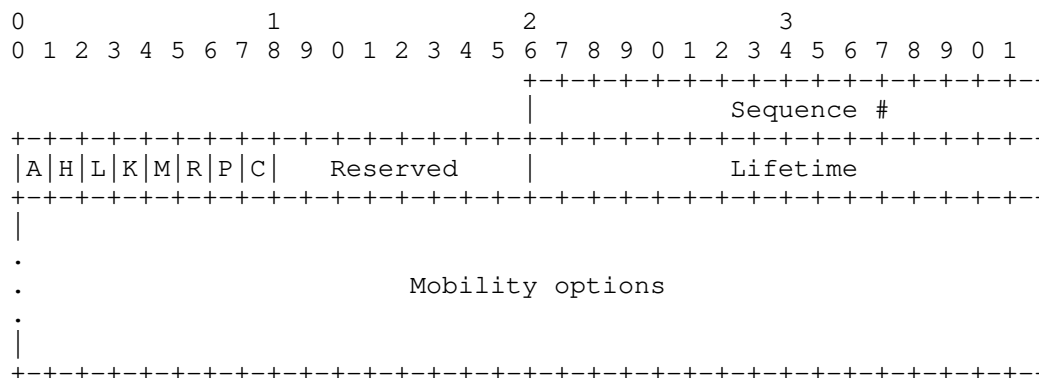 0                   1                   2                   3
0 1 2 3 4 5 6 7 8 9 0 1 2 3 4 5 6 7 8 9 0 1 2 3 4 5 6 7 8 9 0 1
                                +-+-+-+-+-+-+-+-+-+-+-+-+-+-+-+-
                                |          Sequence #
+-+-+-+-+-+-+-+-+-+-+-+-+-+-+-+-+-+-+-+-+-+-+-+-+-+-+-+-+-+-+-+-
|A|H|L|K|M|R|P|C|   Reserved    |            Lifetime
+-+-+-+-+-+-+-+-+-+-+-+-+-+-+-+-+-+-+-+-+-+-+-+-+-+-+-+-+-+-+-+-
|
.
.                        Mobility options
.
|
+-+-+-+-+-+-+-+-+-+-+-+-+-+-+-+-+-+-+-+-+-+-+-+-+-+-+-+-+-+-+-+-